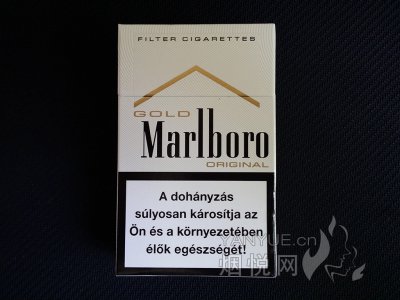 FILTER CIGARETTES
GOLD
Marlboro
ORIGINAL
A dohányzás
súlyosan károsítja az
Ön és a környezetében
élők egészségét!
YANYUE.cn
烟悦网